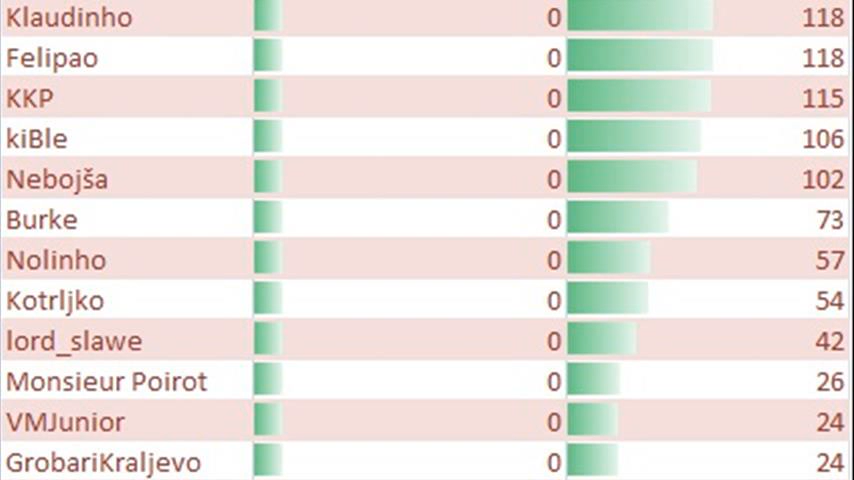 Klaudinho 0 118
Felipao 0 118
KKP 0 115
kiBle 0 106
Nebojša 0 102
Burke 0 73
Nolinho 0 57
Kotrljko 0 54
lord_slawe 0 42
Monsieur Poirot 0 26
VMJunior 0 24
GrobariKraljevo 0 24